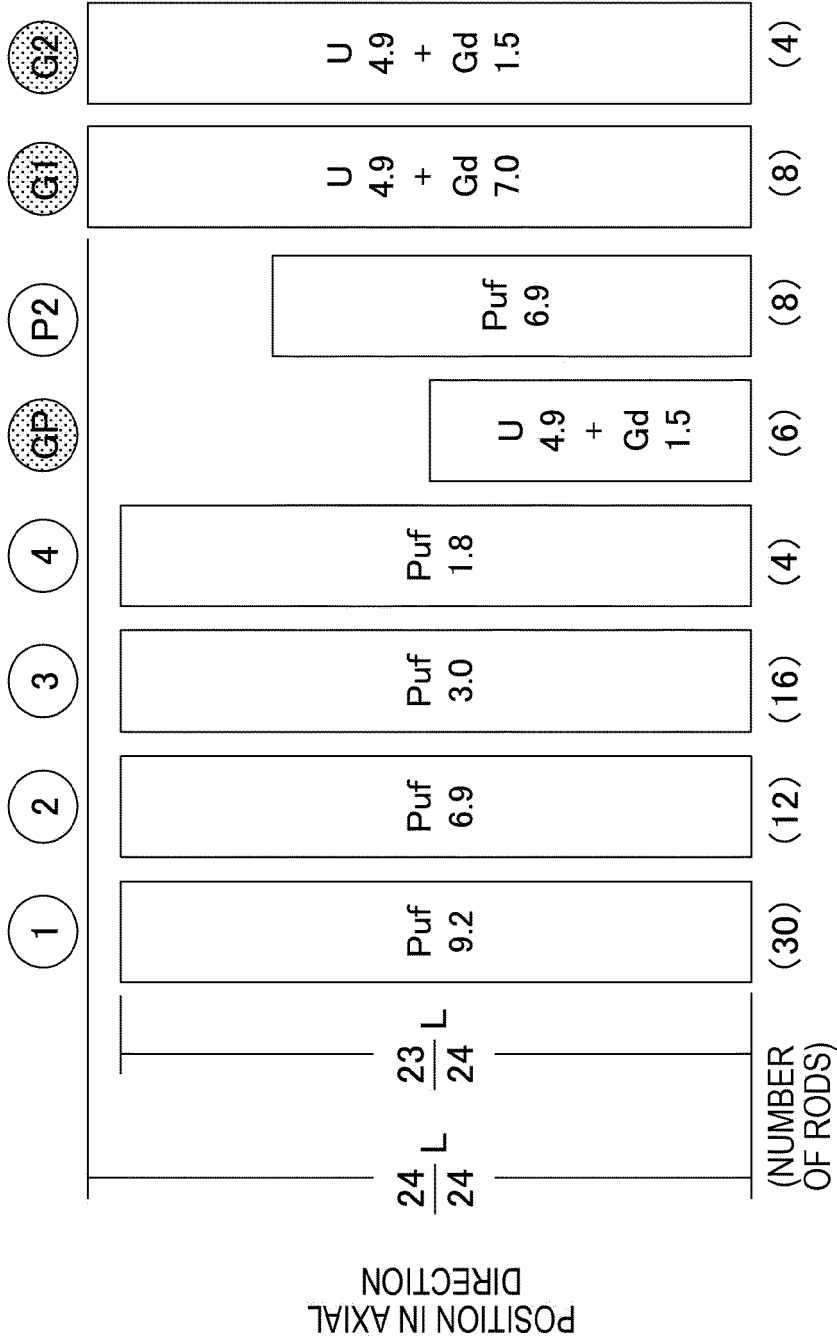 1
2
3
4
GP
P2
G1
G2
POSITION IN AXIAL
DIRECTION
24
24
L
23
24
L
Puf
9.2
Puf
6.9
Puf
3.0
Puf
1.8
U
4.9
+
Gd
1.5
Puf
6.9
U
4.9
+
Gd
7.0
U
4.9
+
Gd
1.5
(NUMBER
OF RODS)
(30)
(12)
(16)
(4)
(6)
(8)
(8)
(4)